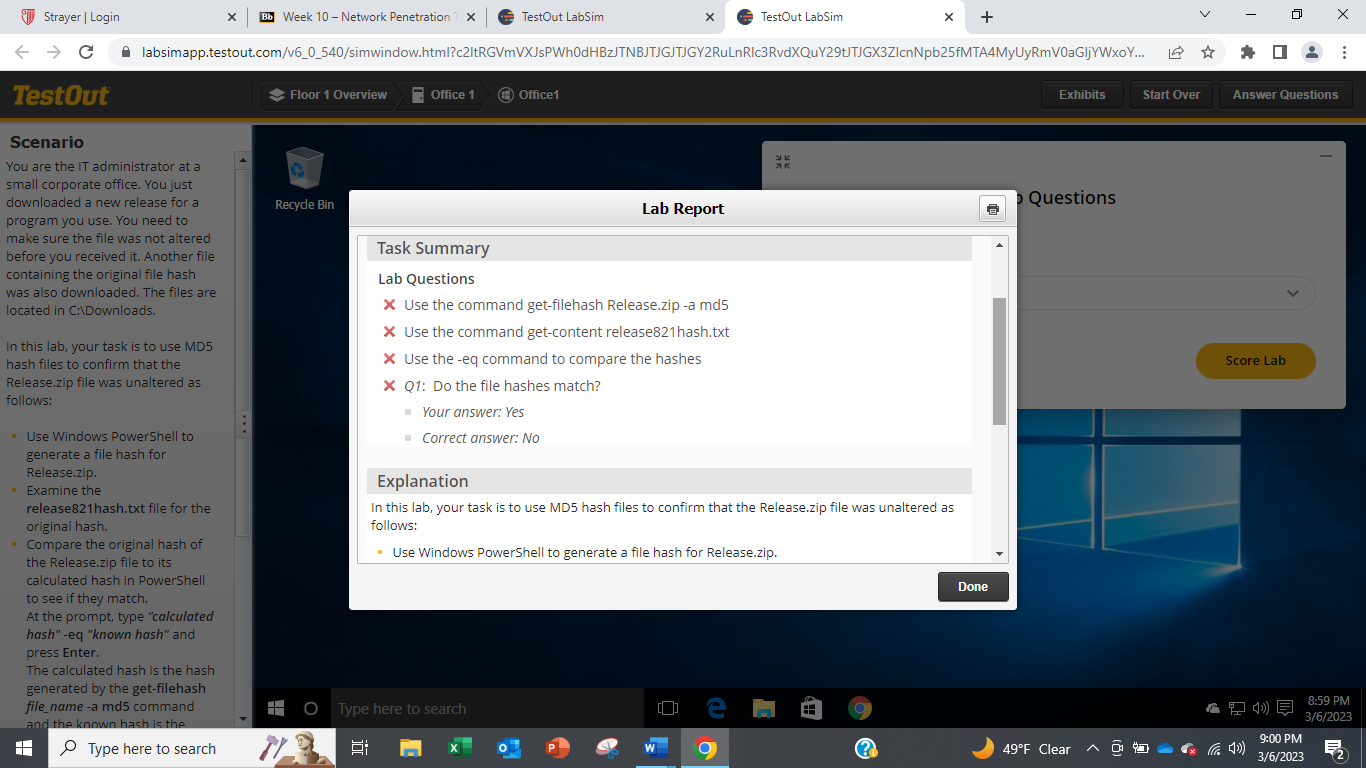 Strayer | Login
Bb
Week 10 – Network Penetration T
TestOut LabSim
TestOut LabSim
labsimapp.testout.com/v6_0_540/simwindow.html?
TestOut
Floor 1 Overview
Office 1
Office1
Exhibits
Start Over
Answer Questions
Scenario
You are the IT administrator at a
small corporate office. You just
downloaded a new release for a
program you use. You need to
make sure the file was not altered
before you received it. Another file
containing the original file hash
was also downloaded. The files are
located in C:\Downloads.
In this lab, your task is to use MD5
hash files to confirm that the
Release.zip file was unaltered as
follows:
Use Windows PowerShell to
generate a file hash for
Release.zip.
Examine the
release821hash.txt file for the
original hash.
Compare the original hash of
the Release.zip file to its
calculated hash in PowerShell
to see if they match.
At the prompt, type "calculated
hash" -eq "known hash" and
press Enter.
The calculated hash is the hash
generated by the get-filehash
file_name -a md5 command
and the known hash is the
Recycle Bin
Questions
Score Lab
Lab Report
Task Summary
Lab Questions
Use the command get-filehash Release.zip -a md5
Use the command get-content release821hash.txt
Use the -eq command to compare the hashes
Q1: Do the file hashes match?
Your answer: Yes
Correct answer: No
Explanation
In this lab, your task is to use MD5 hash files to confirm that the Release.zip file was unaltered as
follows:
Use Windows PowerShell to generate a file hash for Release.zip.
Done
Type here to search
8:59 PM
3/6/2023
Type here to search
49°F Clear
9:00 PM
3/6/2023
2